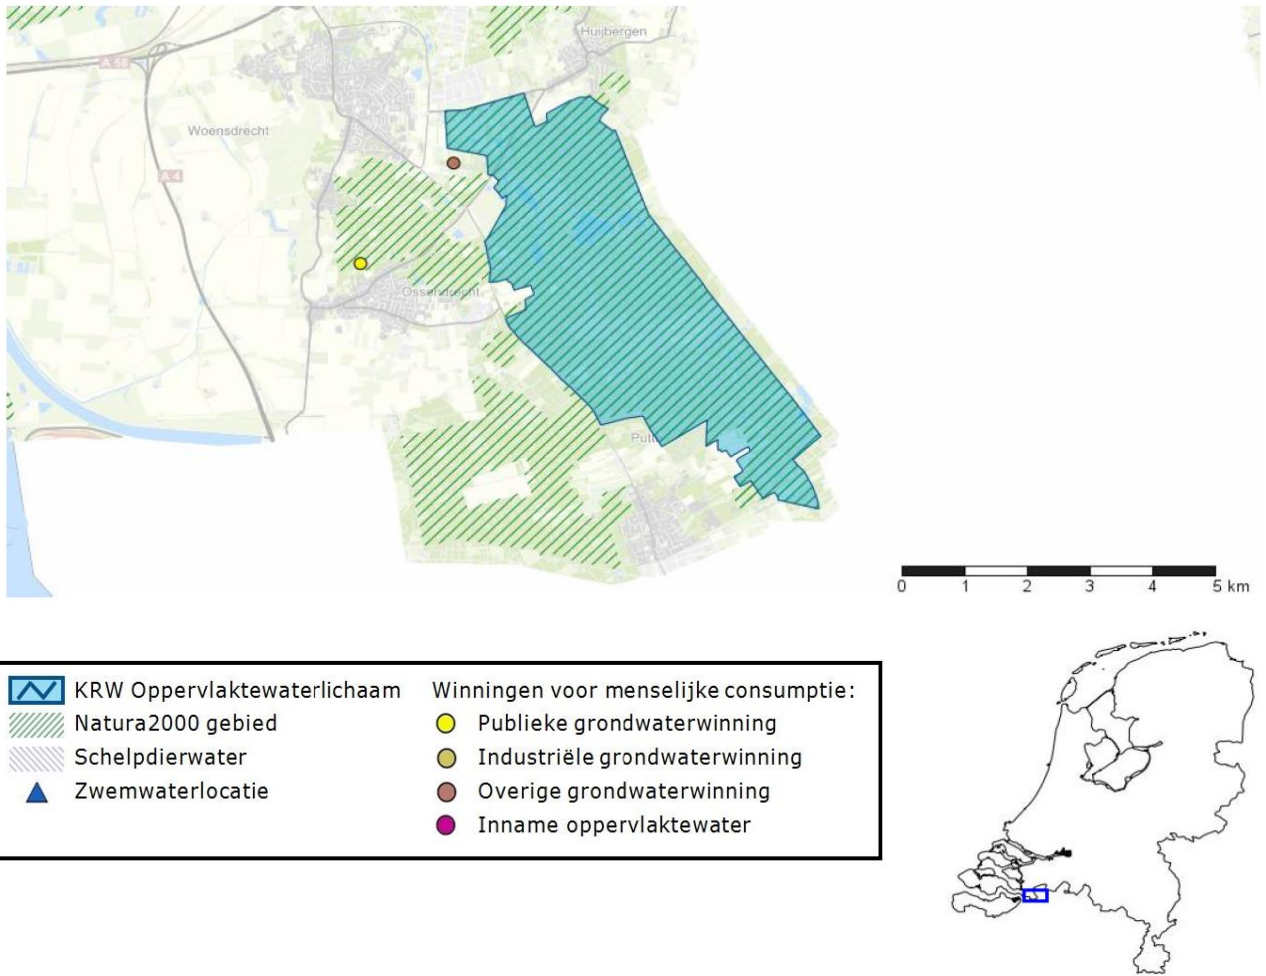 Huijbergen
A 58
Woensdrecht
A 4
Ossendrecht
Putt
0 1 2 3 4 5 km
KRW Oppervlaktewaterlichaam
Natura2000 gebied
Schelpdierwater
Zwemwaterlocatie
Winningen voor menselijke consumptie:
Publieke grondwaterwinning
Industriële grondwaterwinning
Overige grondwaterwinning
Inname oppervlaktewater